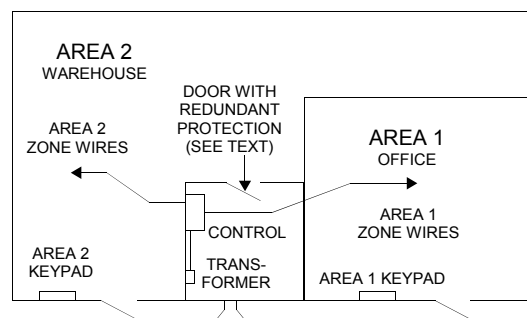 AREA 2
WAREHOUSE
DOOR WITH
REDUNDANT
PROTECTION
(SEE TEXT)
AREA 2
ZONE WIRES
AREA 1
OFFICE
AREA 1
ZONE WIRES
CONTROL
AREA 2
KEYPAD
TRANS-
FORMER
AREA 1 KEYPAD